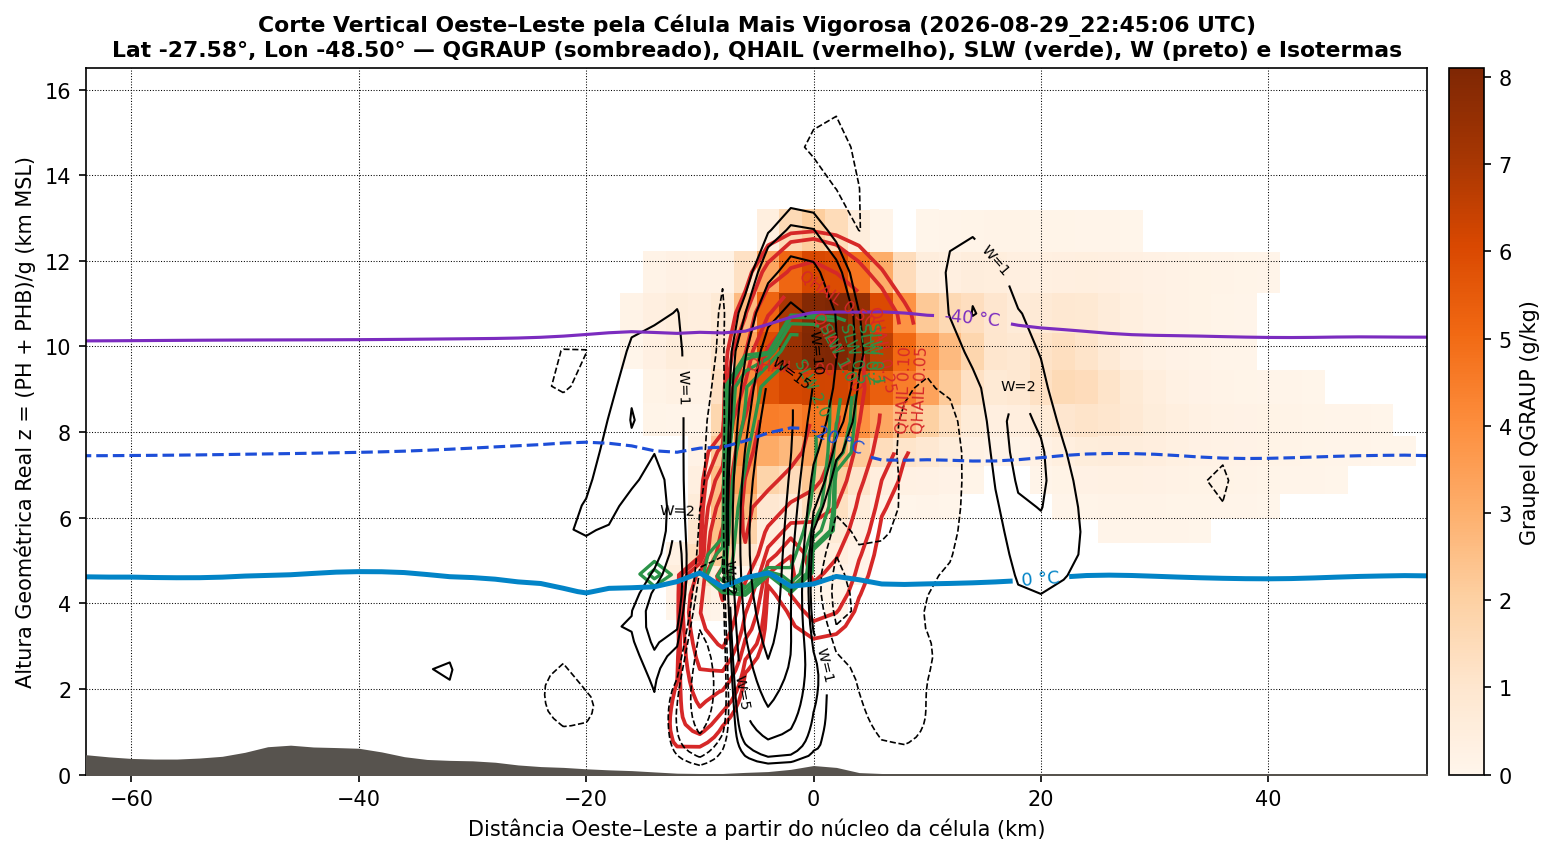 Corte Vertical Oeste–Leste pela Célula Mais Vigorosa (2026-08-29_22:45:06 UTC)
Lat -27.58°, Lon -48.50° — QGRAUP (sombreado), QHAIL (vermelho), SLW (verde), W (preto) e Isotermas
Altura Geométrica Real z = (PH + PHB)/g (km MSL)
16
14
12
10
8
6
4
2
0
W=1
-40 °C
W=10
W=15
W=1
W=2
QHAIL 0.10
QHAIL 0.05
W=2
0 °C
W=1
W=5
−60
−40
−20
0
20
40
Distância Oeste–Leste a partir do núcleo da célula (km)
8
7
6
5
4
3
2
1
0
Graupel QGRAUP (g/kg)